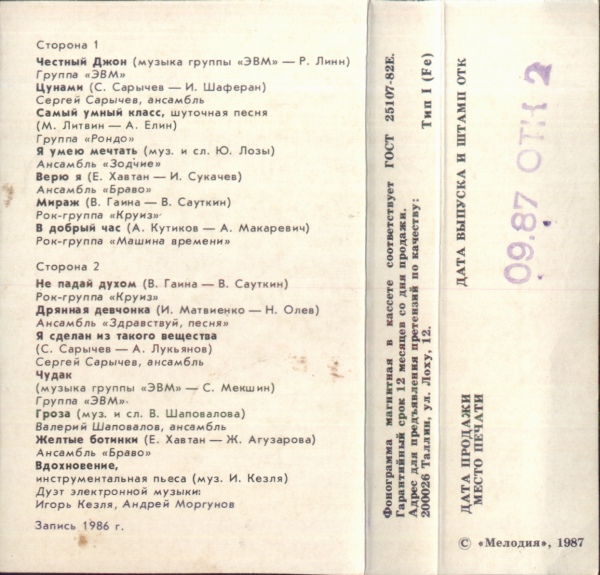 Сторона 1
Честный Джон (музыка группы «ЭВМ» — Р. Линн)
Группа «ЭВМ»
Цунами (С. Сарычев — И. Шаферан)
Сергей Сарычев, ансамбль
Самый умный класс, шуточная песня
(М. Литвин — А. Елин)
Группа «Рондо»
Я умею мечтать (муз. и сл. Ю. Лозы)
Ансамбль «Зодчие»
Верю я (Е. Хавтан — И. Сукачев)
Ансамбль «Браво»
Мираж (В. Гаина — В. Сауткин)
Рок-группа «Круиз»
В добрый час (А. Кутиков — А. Макаревич)
Рок-группа «Машина времени»
Сторона 2
Не падай духом (В. Гаина — В. Сауткин)
Рок-группа «Круиз»
Дрянная девчонка (И. Матвиенко — Н. Олев)
Ансамбль «Здравствуй, песня»
Я сделан из такого вещества
(С. Сарычев — А. Лукьянов)
Сергей Сарычев, ансамбль
Чудак
(музыка группы «ЭВМ» — С. Мекшин)
Группа «ЭВМ»
Гроза (муз. и сл. В. Шаповалова)
Валерий Шаповалов, ансамбль
Желтые ботинки (Е. Хавтан — Ж. Агузарова)
Ансамбль «Браво»
Вдохновение,
инструментальная пьеса (муз. И. Кезля)
Дуэт электронной музыки:
Игорь Кезля, Андрей Моргунов
Запись 1986 г.
Фонограмма магнитная в кассете соответствует ГОСТ 25107-82Е.
Гарантийный срок 12 месяцев со дня продажи. Тип I (Fe)
Адрес для предъявления претензий по качеству:
200026 Таллин, ул. Лоху, 12.
ДАТА ВЫПУСКА И ШТАМП ОТК
09.87 ОТК 2
ДАТА ПРОДАЖИ
МЕСТО ПЕЧАТИ
© «Мелодия», 1987